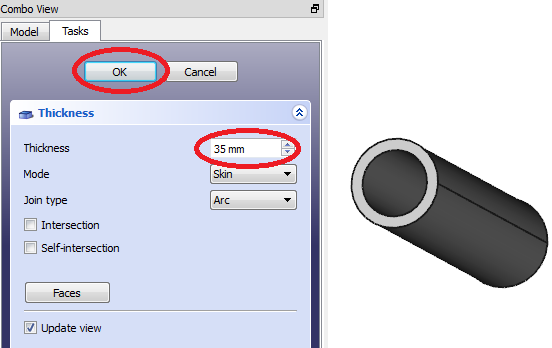 Combo View
Model Tasks
OK Cancel
Thickness
Thickness 35 mm
Mode Skin
Join type Arc
Intersection
Self-intersection
Faces
Update view